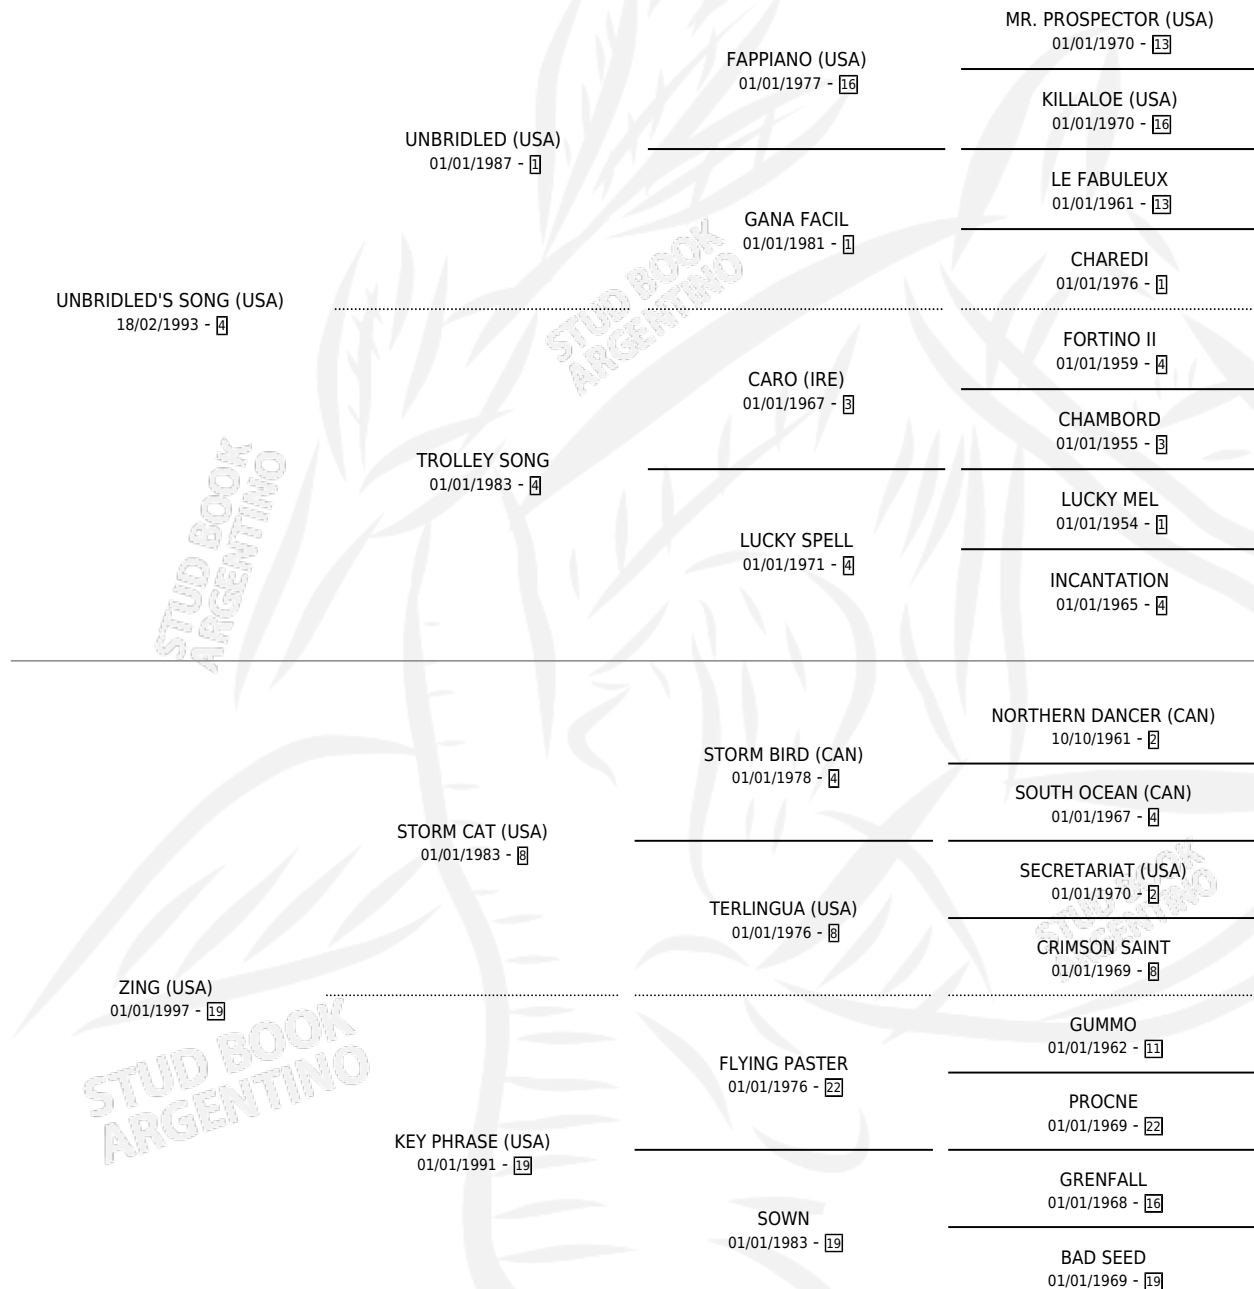 MR. PROSPECTOR (USA)
01/01/1970 - 13
FAPPIANO (USA)
01/01/1977 - 16
KILLALOE (USA)
01/01/1970 - 16
UNBRIDLED (USA)
01/01/1987 - 1
LE FABULEUX
01/01/1961 - 13
GANA FACIL
01/01/1981 - 1
CHAREDI
01/01/1976 - 1
UNBRIDLED'S SONG (USA)
18/02/1993 - 4
STUD BOOK
ARGENTINO
FORTINO II
01/01/1959 - 4
CARO (IRE)
01/01/1967 - 3
CHAMBORD
01/01/1955 - 3
TROLLEY SONG
01/01/1983 - 4
LUCKY MEL
01/01/1954 - 1
LUCKY SPELL
01/01/1971 - 4
INCANTATION
01/01/1965 - 4
STUD BOOK
ARGENTINO
NORTHERN DANCER (CAN)
10/10/1961 - 2
STORM BIRD (CAN)
01/01/1978 - 4
SOUTH OCEAN (CAN)
01/01/1967 - 4
STORM CAT (USA)
01/01/1983 - 8
SECRETARIAT (USA)
01/01/1970 - 2
STUD BOOK
ARGENTINO
TERLINGUA (USA)
01/01/1976 - 8
CRIMSON SAINT
01/01/1969 - 8
ZING (USA)
01/01/1997 - 19
STUD BOOK
ARGENTINO
GUMMO
01/01/1962 - 11
FLYING PASTER
01/01/1976 - 22
PROCNE
01/01/1969 - 22
KEY PHRASE (USA)
01/01/1991 - 19
GRENFALL
01/01/1968 - 16
SOWN
01/01/1983 - 19
BAD SEED
01/01/1969 - 19